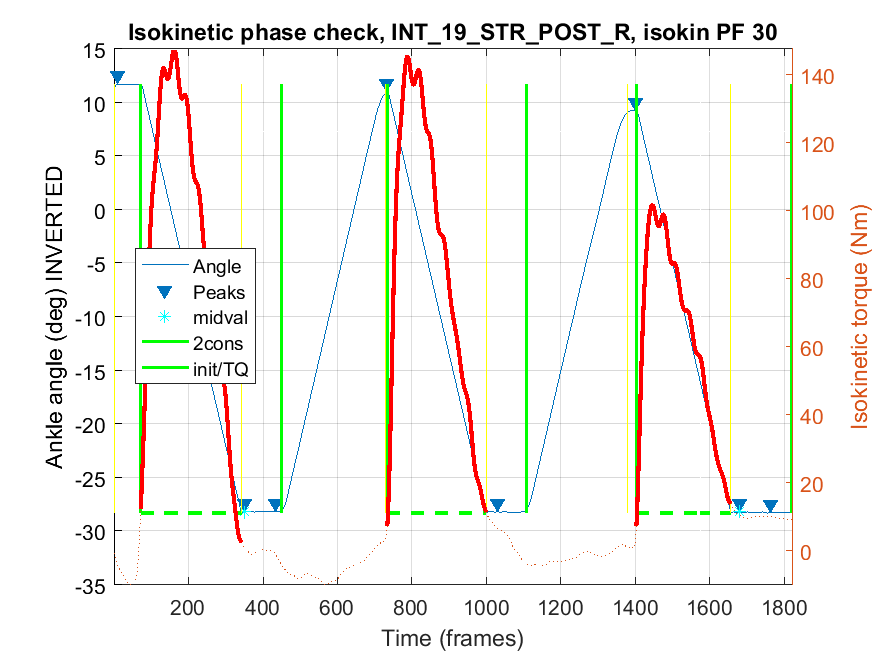 Isokinetic phase check, INT_19_STR_POST_R, isokin PF 30
Ankle angle (deg) INVERTED
15
10
5
0
-5
-10
-15
-20
-25
-30
-35
Angle
Peaks
midval
2cons
init/TQ
140
120
100
80
60
40
20
0
Isokinetic torque (Nm)
200 400 600 800 1000 1200 1400 1600 1800
Time (frames)